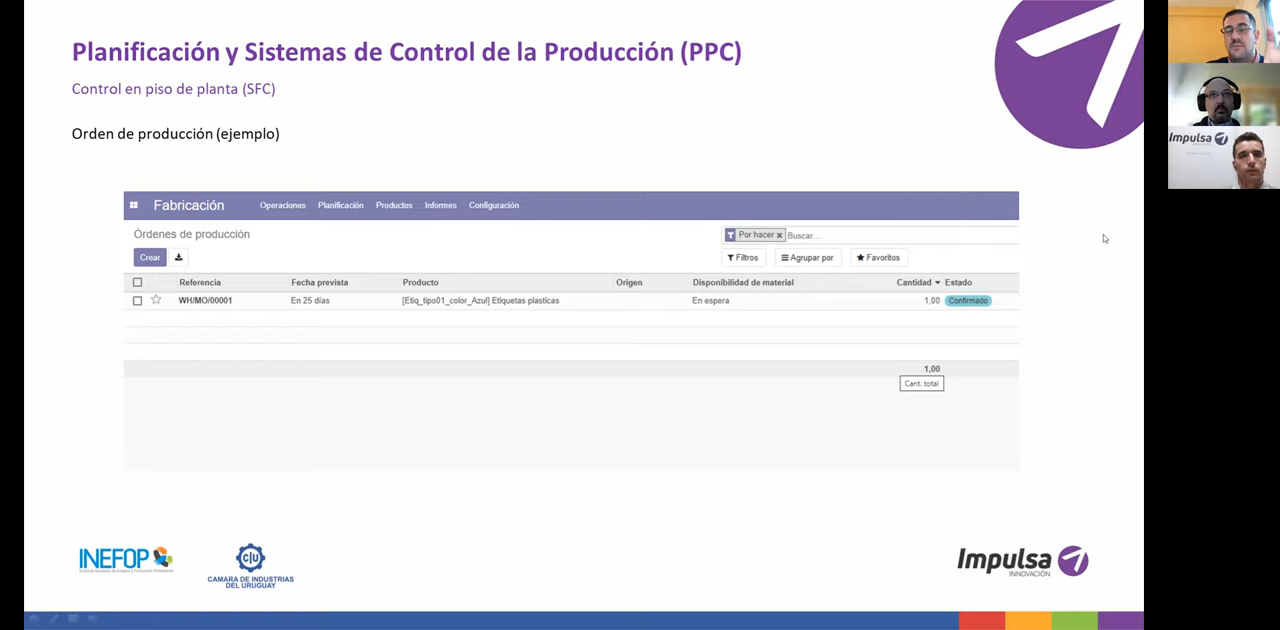 Planificación y Sistemas de Control de la Producción (PPC)
Control en piso de planta (SFC)
Orden de producción (ejemplo)
Fabricación Operaciones Planificación Productos Informes Configuración
Órdenes de producción Por hacer × Buscar...
Crear Filtros Agrupar por Favoritos
Referencia Fecha prevista Producto Origen Disponibilidad de material Cantidad Estado
WH/MO/00001 En 25 días [Etiq_tipo01_color_Azul] Etiquetas plasticas En espera 1,00 Confirmado
1,00
Cant. total
INEFOP
CIU
CAMARA DE INDUSTRIAS
DEL URUGUAY
Impulsa
INNOVACIÓN
Impulsa